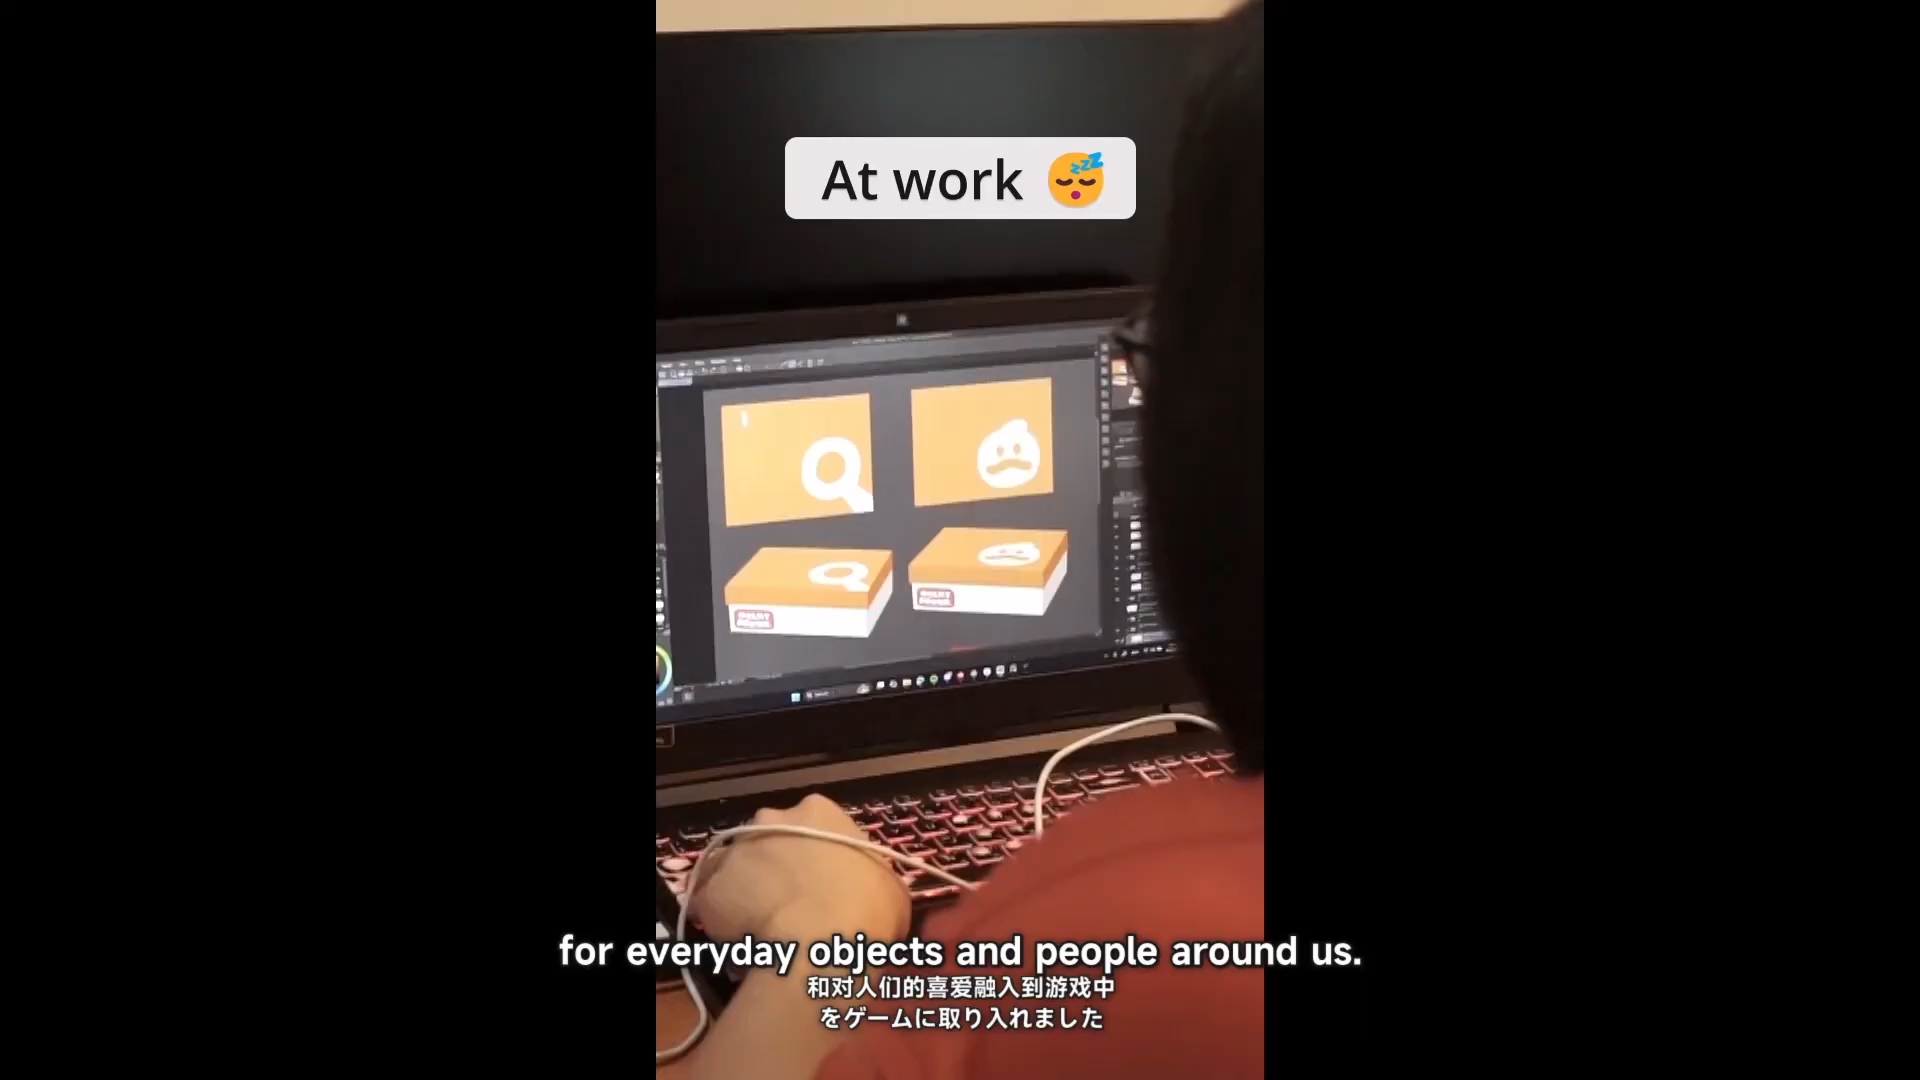 At work 😴
for everyday objects and people around us.
和对人们的喜爱融入到游戏中
をゲームに取り入れました